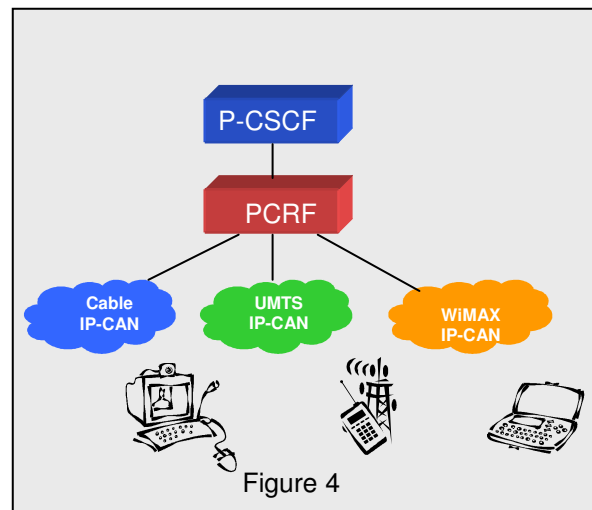 P-CSCF
PCRF
Cable
IP-CAN
UMTS
IP-CAN
WiMAX
IP-CAN
Figure 4